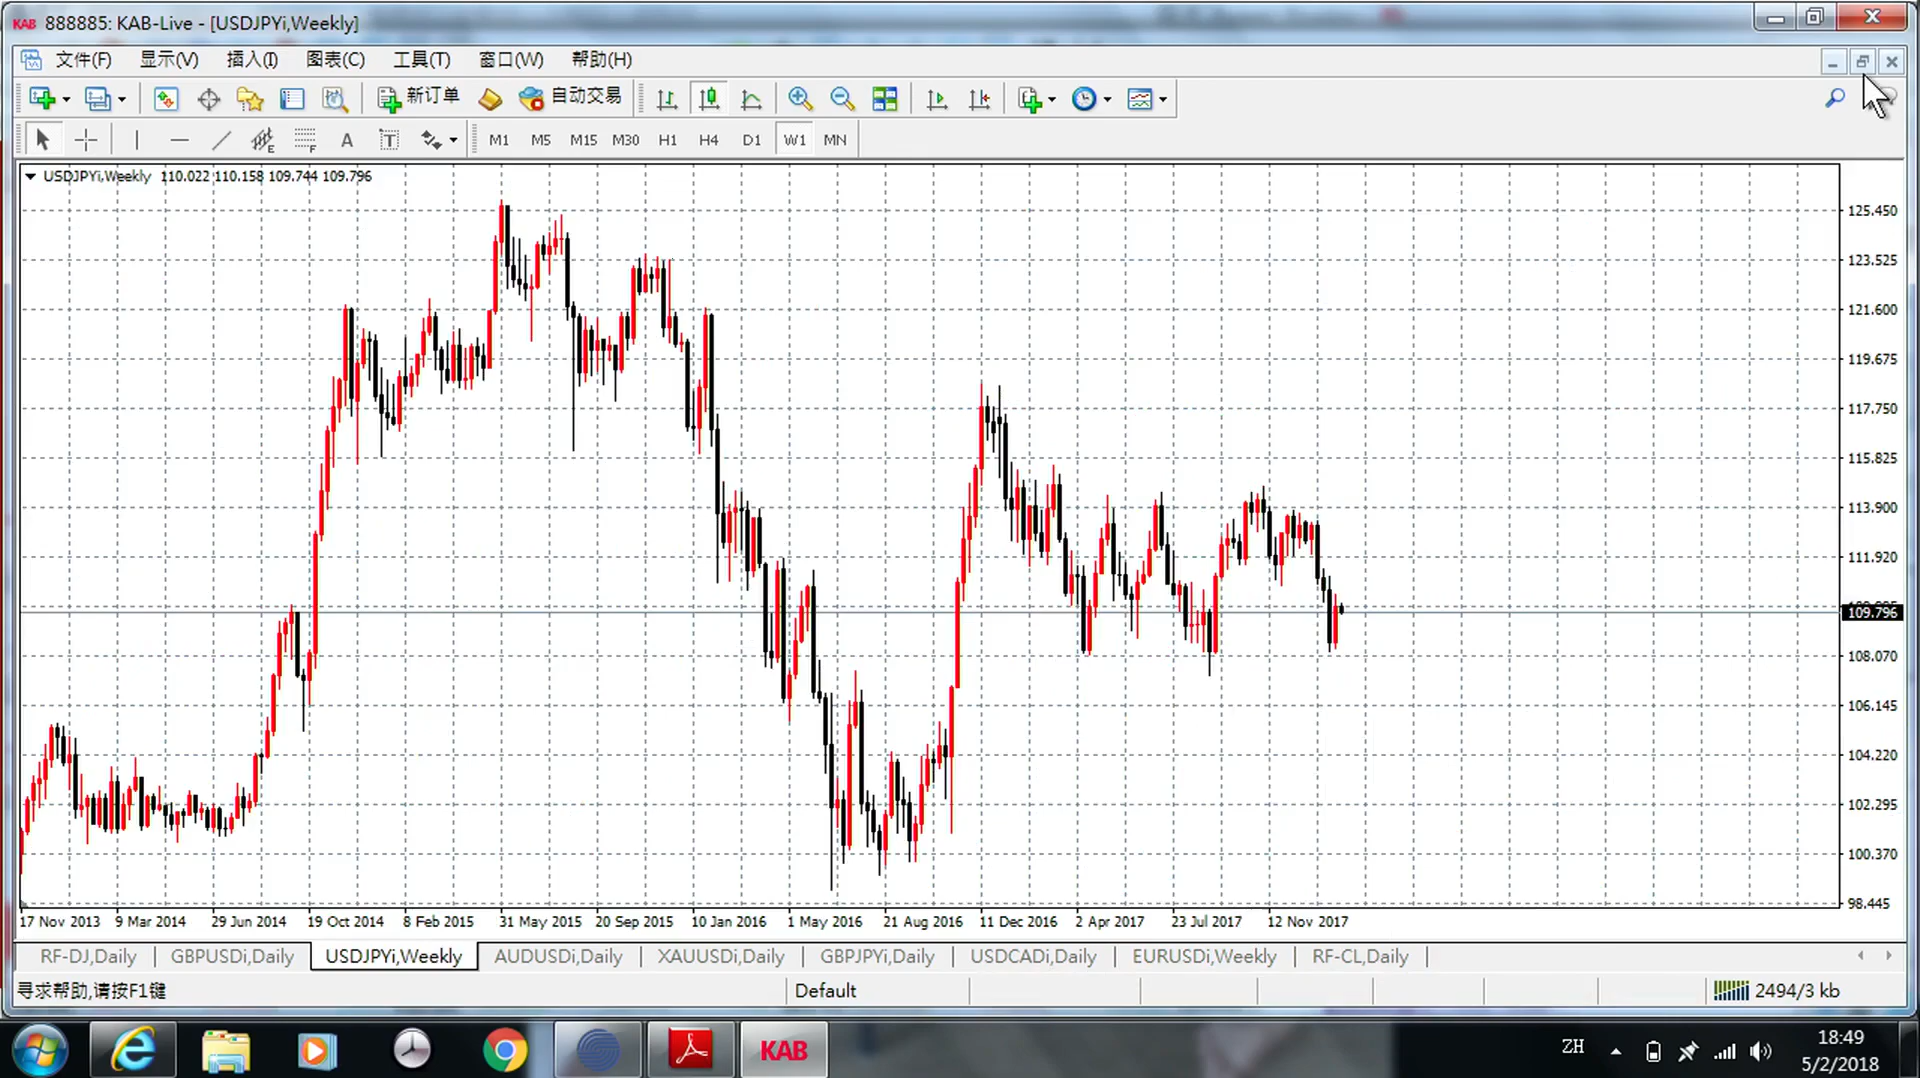 KAB 888885: KAB-Live - [USDJPYi,Weekly]
文件(F) 显示(V) 插入(I) 图表(C) 工具(T) 窗口(W) 帮助(H)
新订单 自动交易
E F A T M1 M5 M15 M30 H1 H4 D1 W1 MN
USDJPYi,Weekly 110.022 110.158 109.744 109.796
125.450
123.525
121.600
119.675
117.750
115.825
113.900
111.920
109.796
108.070
106.145
104.220
102.295
100.370
98.445
17 Nov 2013 9 Mar 2014 29 Jun 2014 19 Oct 2014 8 Feb 2015 31 May 2015 20 Sep 2015 10 Jan 2016 1 May 2016 21 Aug 2016 11 Dec 2016 2 Apr 2017 23 Jul 2017 12 Nov 2017
RF-DJ,Daily GBPUSDi,Daily USDJPYi,Weekly AUDUSDi,Daily XAUUSDi,Daily GBPJPYi,Daily USDCADi,Daily EURUSDi,Weekly RF-CL,Daily
寻求帮助,请按F1键 Default 2494/3 kb
KAB ZH 18:49
5/2/2018